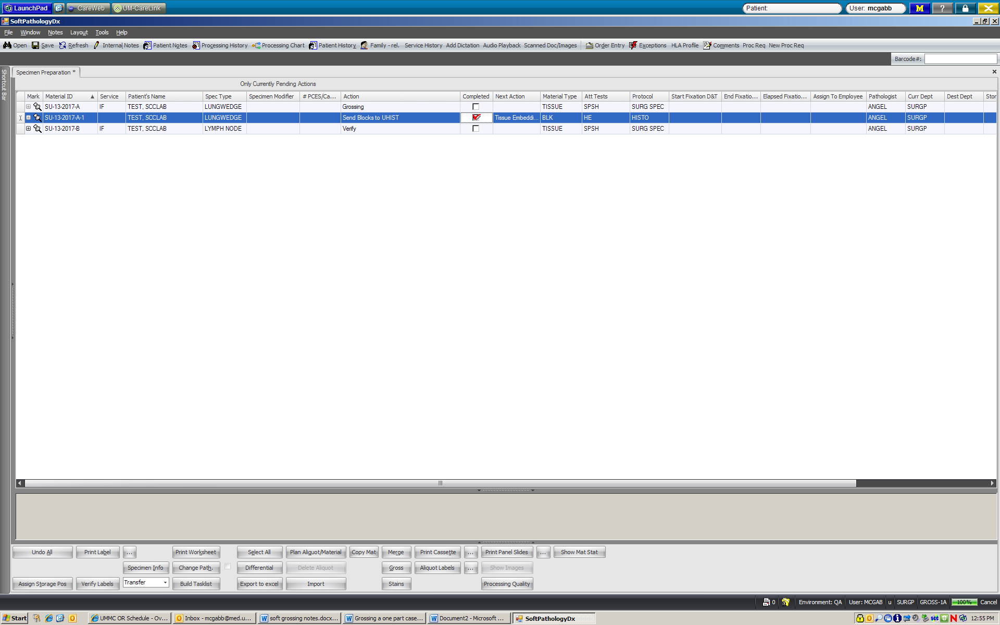 LaunchPad CareWeb UM-CareLink Patient: User: mcgabb M ?
SoftPathologyDx
File Window Notes Layout Tools Help
Open Save Refresh Internal Notes Patient Notes Processing History Processing Chart Patient History Family - rel. Service History Add Dictation Audio Playback Scanned Doc/Images Order Entry Exceptions HLA Profile Comments Proc Req New Proc Req
Barcode#:
Shortcut Bar
Specimen Preparation *
Only Currently Pending Actions
Mark Material ID Service Patient's Name Spec Type Specimen Modifier # PCES/Ca... Action Completed Next Action Material Type Att Tests Protocol Start Fixation D&T End Fixatio... Elapsed Fixatio... Assign To Employee Pathologist Curr Dept Dest Dept Stor
SU-13-2017-A IF TEST, SCCLAB LUNGWEDGE Grossing TISSUE SPSH SURG SPEC ANGEL SURGP
SU-13-2017-A-1 TEST, SCCLAB LUNGWEDGE Send Blocks to UHIST Tissue Embeddi... BLK HE HISTO ANGEL SURGP
SU-13-2017-B IF TEST, SCCLAB LYMPH NODE Verify TISSUE SPSH SURG SPEC ANGEL SURGP
Undo All Print Label ... Print Worksheet Select All Plan Aliquot/Material Copy Mat Merge Print Cassette ... Print Panel Slides ... Show Mat Stat
Specimen Info Change Path. Differential Delete Aliquot Gross Aliquot Labels ... Show Images
Assign Storage Pos Verify Labels Transfer Build Tasklist Export to excel Import Stains Processing Quality
0 Environment: QA User: MCGAB u SURGP GROSS-1A 100% Cancel
Start UMMC OR Schedule - Ov... Inbox - mcgabb@med.u... soft grossing notes.docx... Grossing a one part case... Document2 - Microsoft ... SoftPathologyDx scc N 12:55 PM